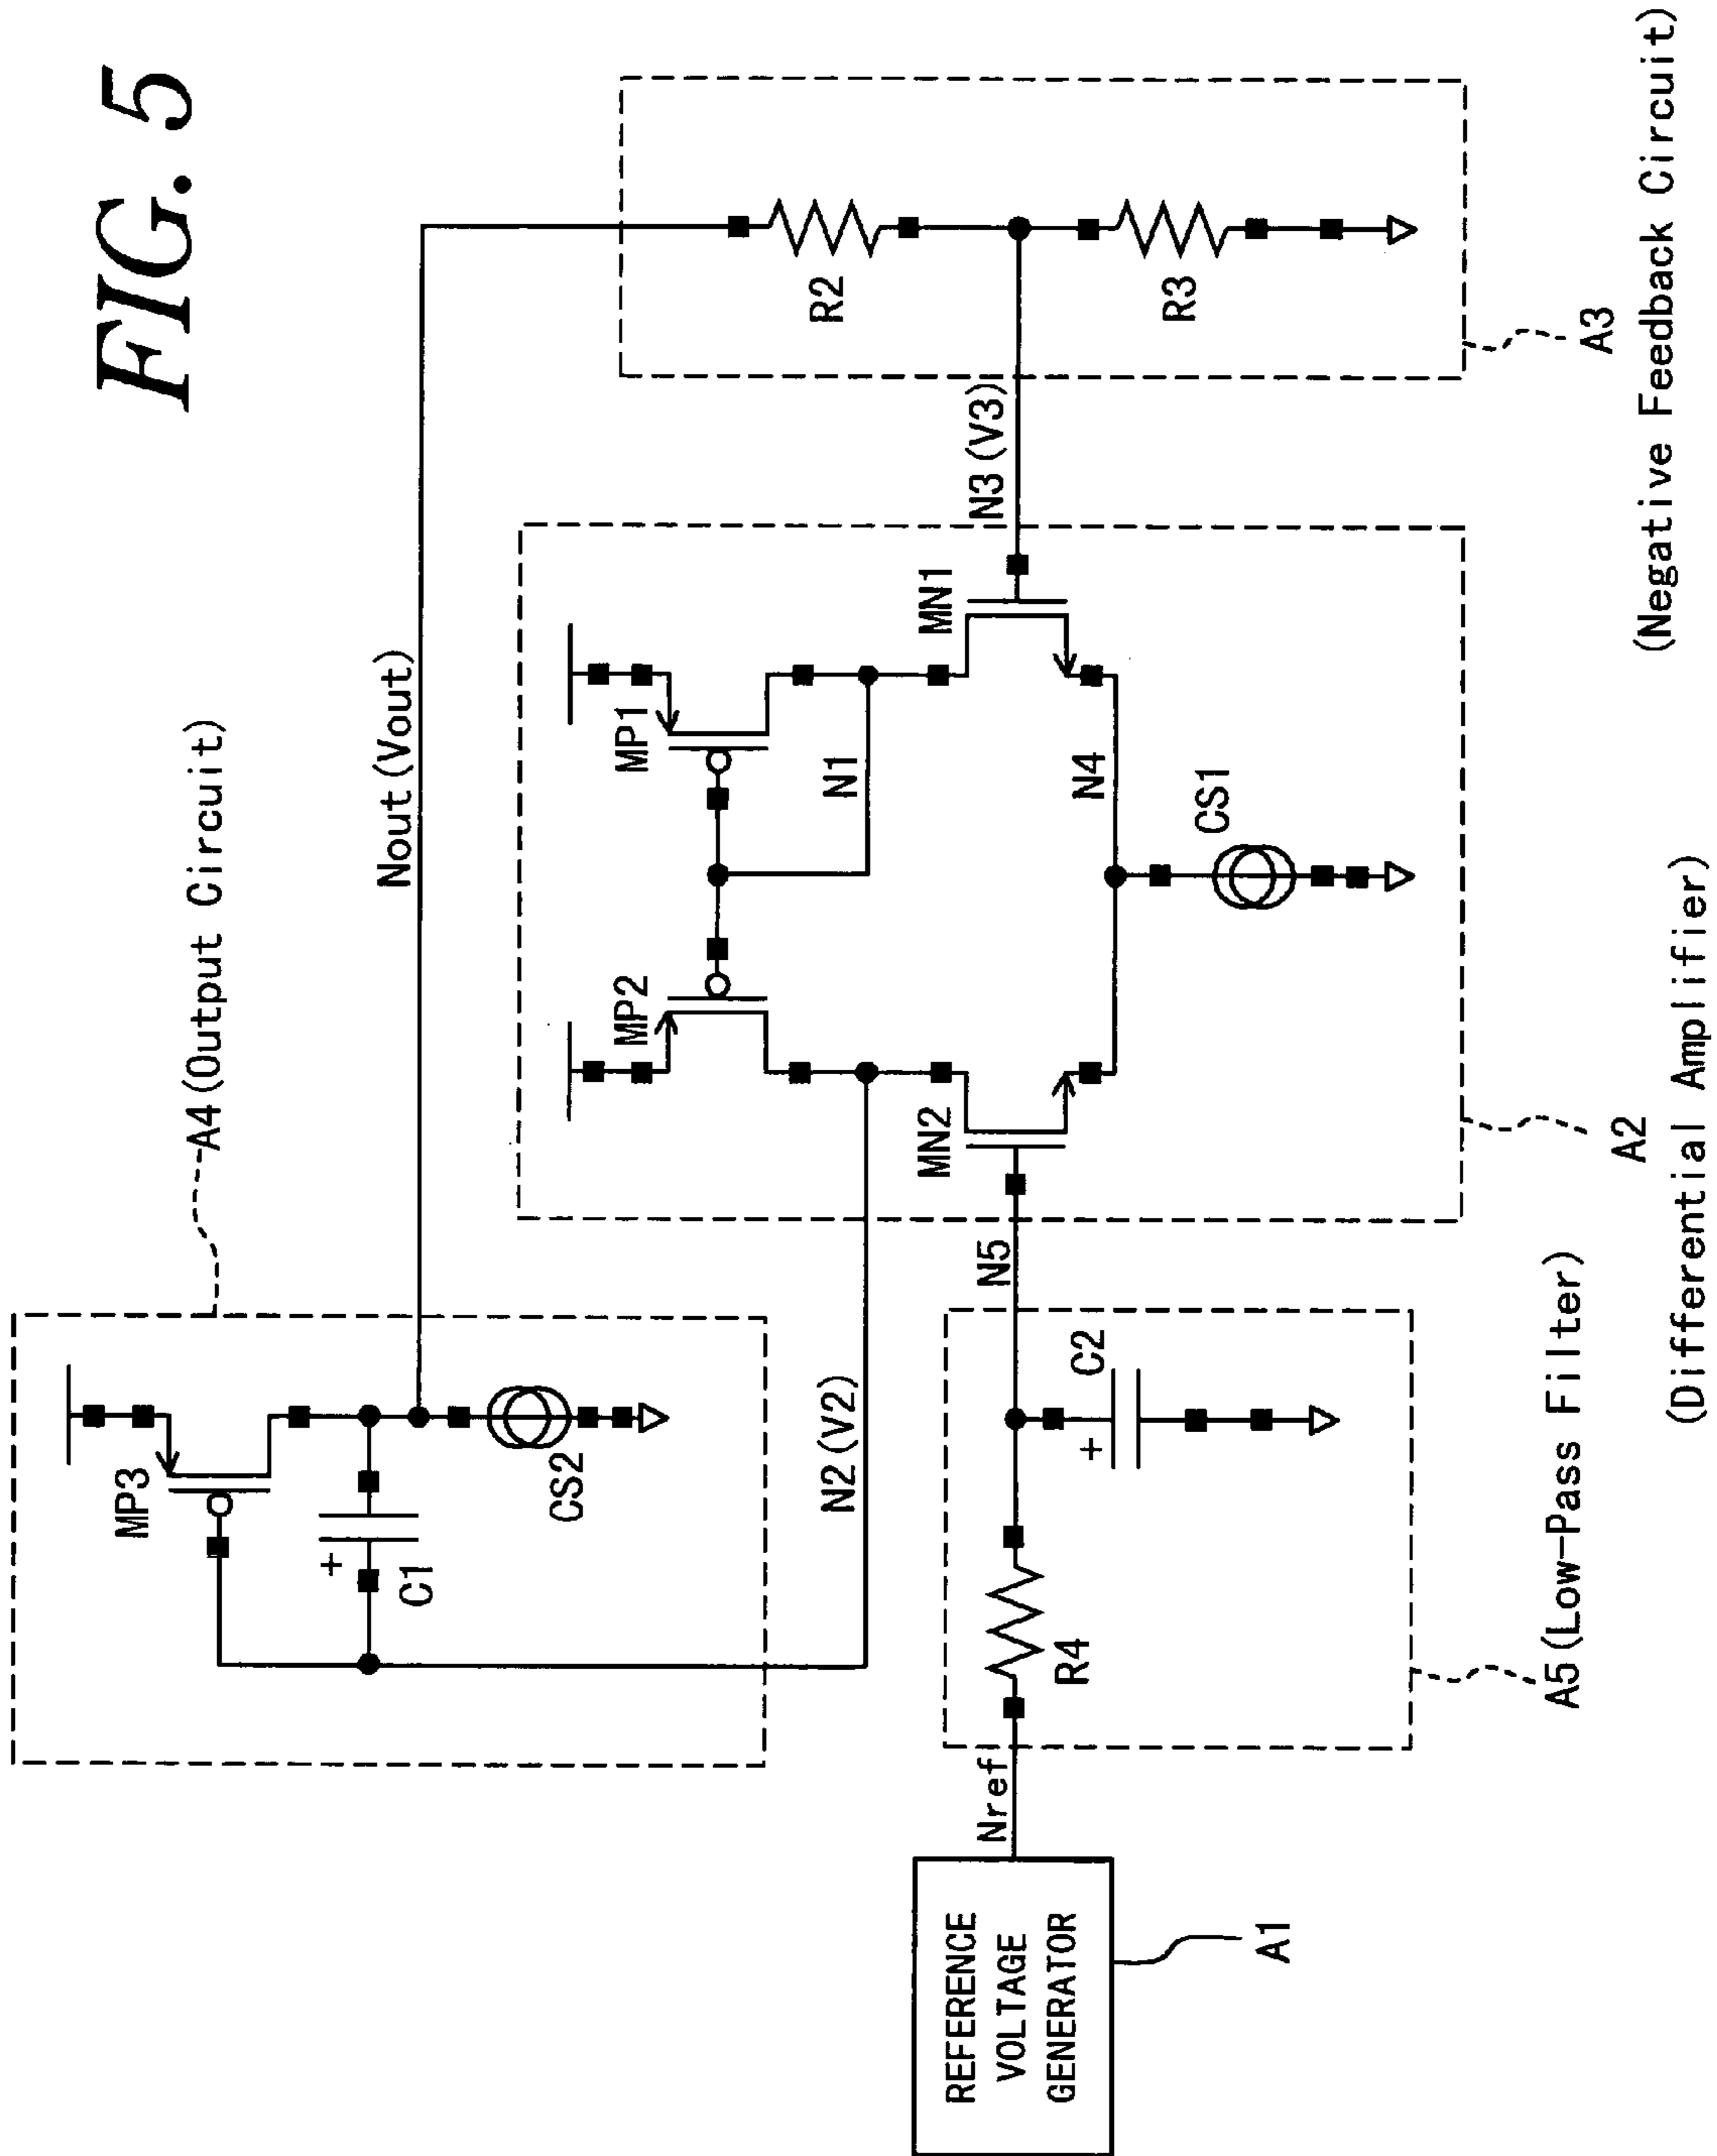 FIG. 5
A4(Output Circuit)
Nout(Vout)
MP3
C1
+
CS2
N2(V2)
MP2
MP1
N1
MN2
MN1
N4
CS1
N3(V3)
R2
R3
N5
Nref
R4
C2
+
REFERENCE
VOLTAGE
GENERATOR
A1
A5(Low-Pass Filter)
A2
(Differential Amplifier)
A3
(Negative Feedback Circuit)